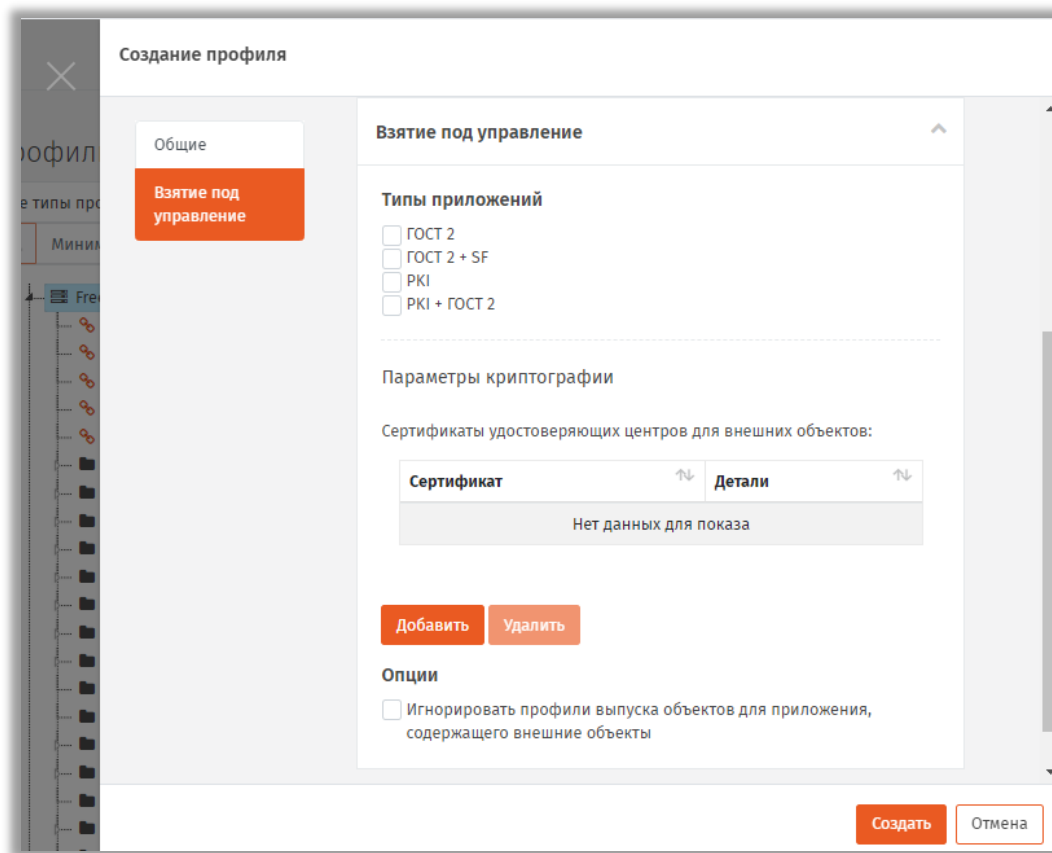 Создание профиля
Общие
Взятие под
управление
Взятие под управление
Типы приложений
ГОСТ 2
ГОСТ 2 + SF
PKI
PKI + ГОСТ 2
Параметры криптографии
Сертификаты удостоверяющих центров для внешних объектов:
Сертификат Детали
Нет данных для показа
Добавить Удалить
Опции
Игнорировать профили выпуска объектов для приложения,
содержащего внешние объекты
Создать Отмена